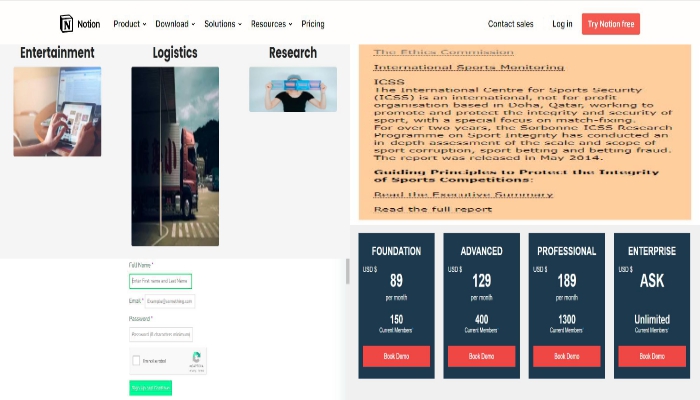 Notion
Product
Download
Solutions
Resources
Pricing
Contact sales
Log in
Try Notion free
Entertainment
Logistics
Research
The Ethics Commission
International Sports Monitoring
ICSS
The International Centre for Sports Security
(ICSS) is an international, not for profit
organisation based in Doha, Qatar, working to
promote and protect the integrity and security of
sport, with a special focus on match-fixing.
For over two years, the Sorbonne ICSS Research
Programme on Sport Integrity has conducted an
in depth assessment of the scale and scope of
sport corruption, sport betting and betting fraud.
The report was released in May 2014.
Guiding Principles to Protect the Integrity
of Sports Competitions:
Read the Executive Summary
Read the full report
Full Name *
Enter First name and Last Name
Email *
Example@something.com
Password *
Password (8 characters minimum)
I'm not a robot
Sign Up and Continue
FOUNDATION
USD $
89
per month
150
Current Members'
Book Demo
ADVANCED
USD $
129
per month
400
Current Members'
Book Demo
PROFESSIONAL
USD $
189
per month
1300
Current Members'
Book Demo
ENTERPRISE
USD $
ASK
Unlimited
Current Members'
Book Demo